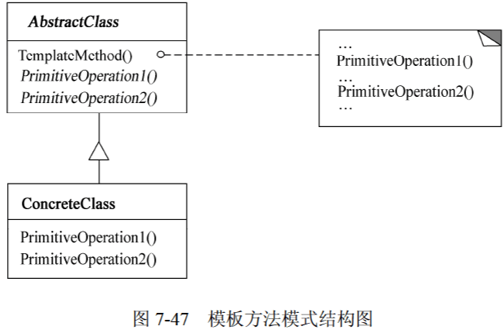 AbstractClass
TemplateMethod()
PrimitiveOperation1()
PrimitiveOperation2()
...
PrimitiveOperation1()
...
PrimitiveOperation2()
...
ConcreteClass
PrimitiveOperation1()
PrimitiveOperation2()
图 7-47 模板方法模式结构图